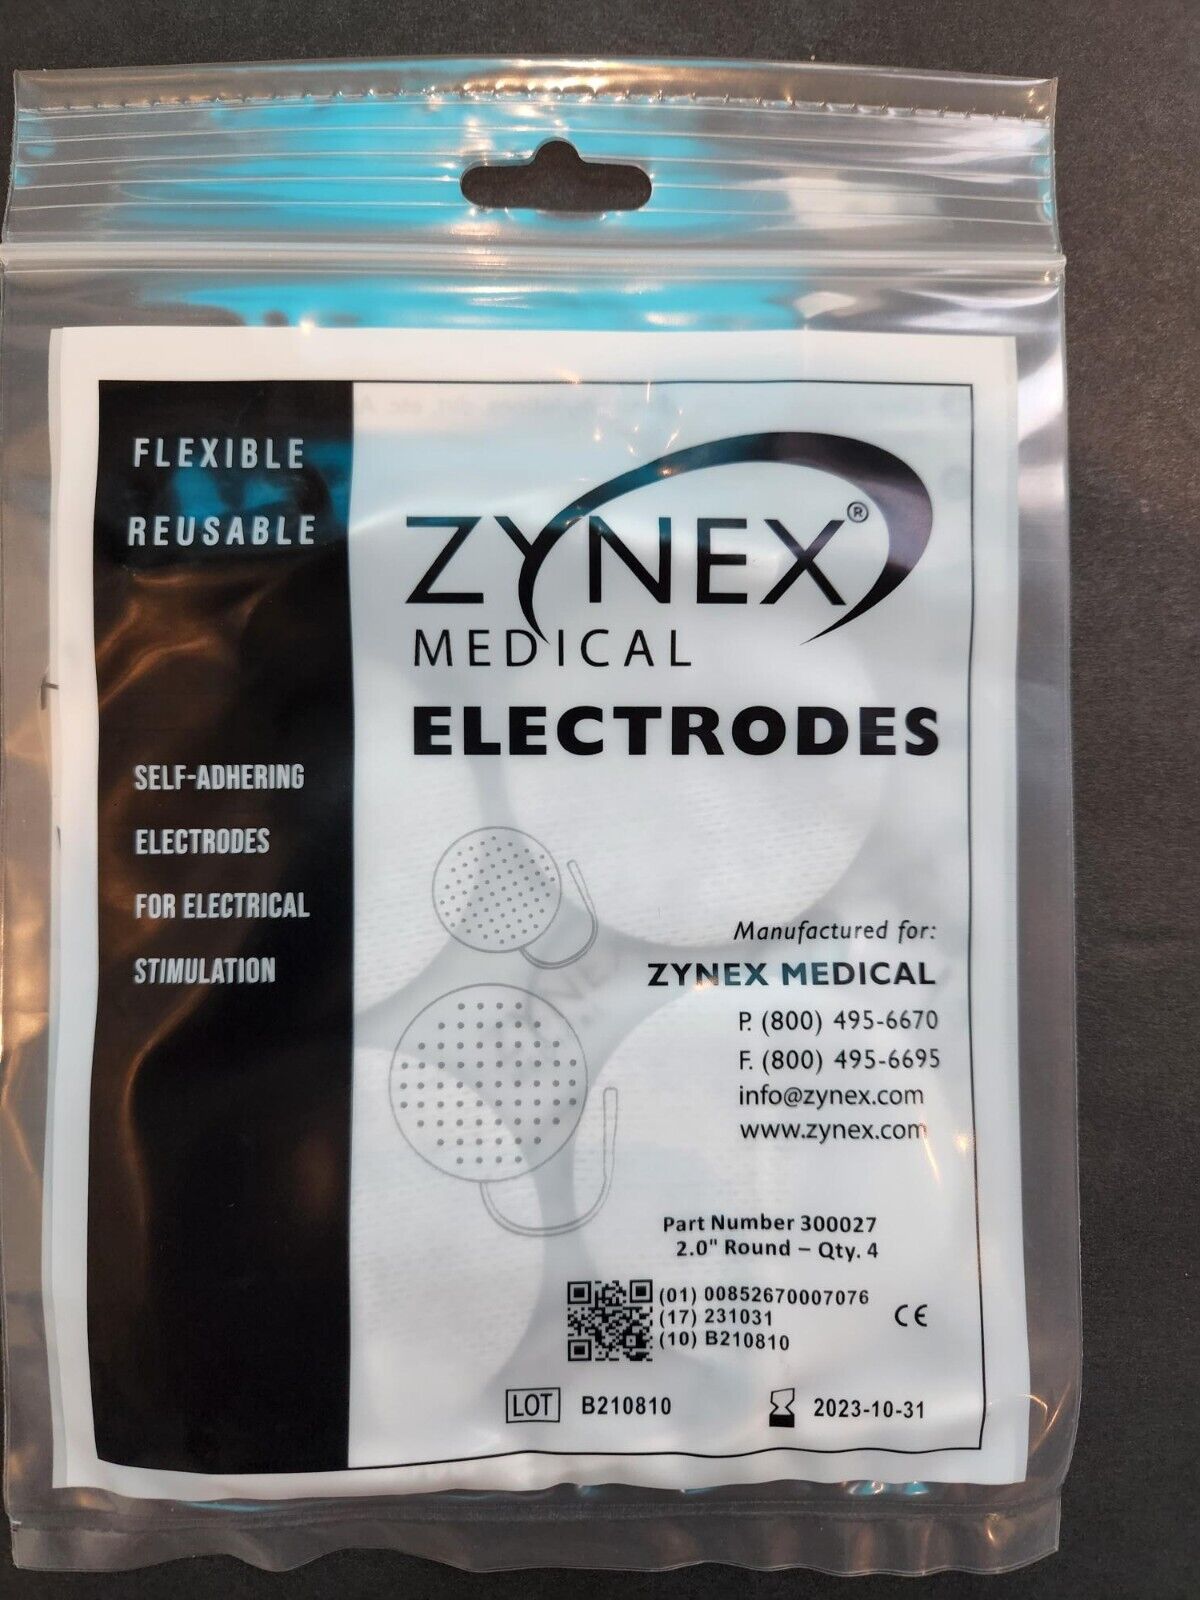 FLEXIBLE
REUSABLE
SELF-ADHERING
ELECTRODES
FOR ELECTRICAL
STIMULATION
ZYNEX®
MEDICAL
ELECTRODES
Manufactured for:
ZYNEX MEDICAL
P. (800) 495-6670
F. (800) 495-6695
info@zynex.com
www.zynex.com
Part Number 300027
2.0" Round – Qty. 4
(01) 00852670007076
(17) 231031
(10) B210810
CE
LOT B210810
2023-10-31